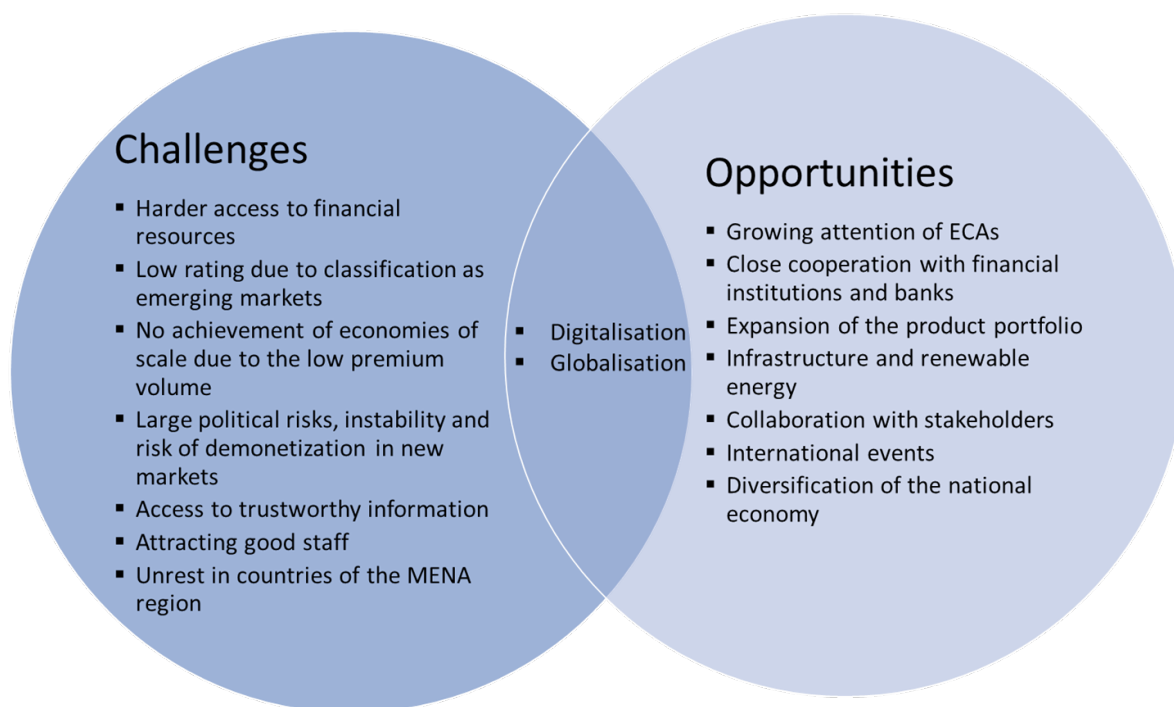 Challenges
▪ Harder access to financial
resources
▪ Low rating due to classification as
emerging markets
▪ No achievement of economies of
scale due to the low premium
volume
▪ Large political risks, instability and
risk of demonetization in new
markets
▪ Access to trustworthy information
▪ Attracting good staff
▪ Unrest in countries of the MENA
region
▪ Digitalisation
▪ Globalisation
Opportunities
▪ Growing attention of ECAs
▪ Close cooperation with financial
institutions and banks
▪ Expansion of the product portfolio
▪ Infrastructure and renewable
energy
▪ Collaboration with stakeholders
▪ International events
▪ Diversification of the national
economy